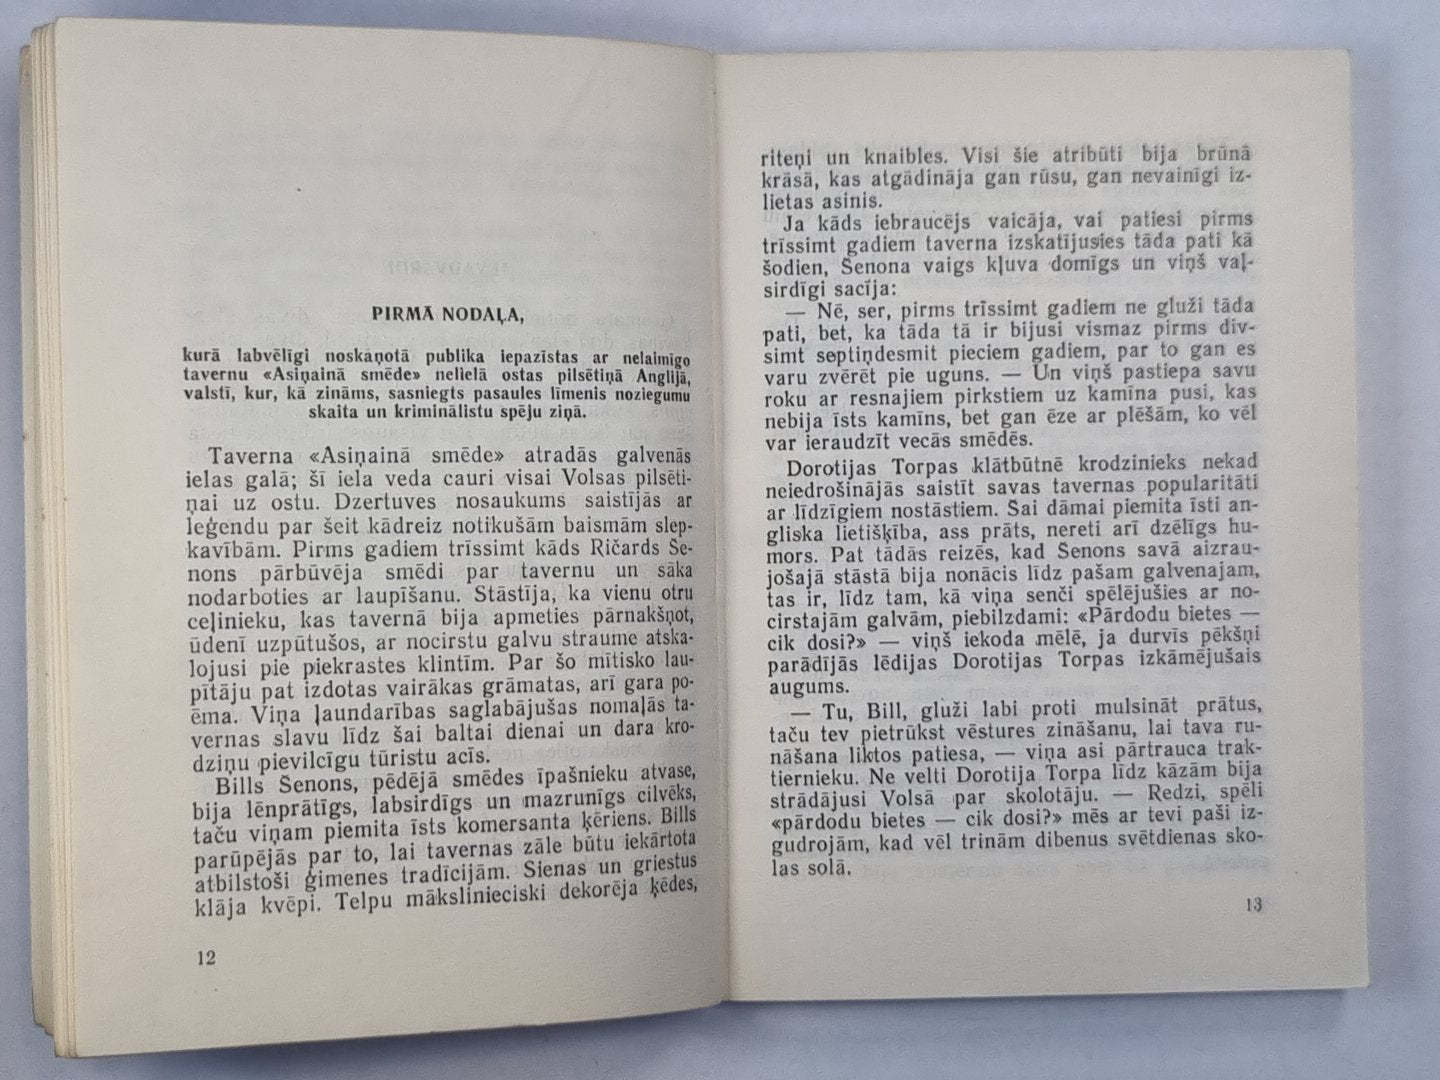 PIRMĀ NODAĻA,
kurā labvēlīgi noskaņotā publika iepazīstas ar nelaimīgo
tavernu «Asiņainā smēde» nelielā ostas pilsētiņā Anglijā,
valstī, kur, kā zināms, sasniegts pasaules līmenis noziegumu
skaita un kriminālistu spēju ziņā.
Taverna «Asiņainā smēde» atradās galvenās
ielas galā; šī iela veda cauri visai Volsas pilsēti-
ņai uz ostu. Dzertuves nosaukums saistījās ar
leģendu par šeit kādreiz notikušām baismām slep-
kavībām. Pirms gadiem trīssimt kāds Ričards Še-
nons pārbūvēja smēdi par tavernu un sāka
nodarboties ar laupīšanu. Stāstīja, ka vienu otru
ceļinieku, kas tavernā bija apmeties pārnakšņot,
ūdenī uzpūtušos, ar nocirstu galvu straume atska-
lojusi pie piekrastes klintīm. Par šo mītisko lau-
pītāju pat izdotas vairākas grāmatas, arī gara po-
ēma. Viņa ļaundarības saglabājušas nomaļās ta-
vernas slavu līdz šai baltai dienai un dara kro-
dziņu pievilcīgu tūristu acīs.
Bills Šenons, pēdējā smēdes īpašnieku atvase,
bija lēnprātīgs, labsirdīgs un mazrunīgs cilvēks,
taču viņam piemita īsts komersanta ķēriens. Bills
parūpējās par to, lai tavernas zāle būtu iekārtota
atbilstoši ģimenes tradīcijām. Sienas un griestus
klāja kvēpi. Telpu mākslinieciski dekorēja ķēdes,
12
riteņi un knaibles. Visi šie atribūti bija brūnā
krāsā, kas atgādināja gan rūsu, gan nevainīgi iz-
lietas asinis.
Ja kāds iebraucējs vaicāja, vai patiesi pirms
trīssimt gadiem taverna izskatījusies tāda pati kā
šodien, Šenona vaigs kļuva domīgs un viņš vaļ-
sirdīgi sacīja:
— Nē, ser, pirms trīssimt gadiem ne gluži tāda
pati, bet, ka tāda tā ir bijusi vismaz pirms div-
simt septiņdesmit pieciem gadiem, par to gan es
varu zvērēt pie uguns. — Un viņš pastiepa savu
roku ar resnajiem pirkstiem uz kamīna pusi, kas
nebija īsts kamīns, bet gan ēze ar plēšām, ko vēl
var ieraudzīt vecās smēdēs.
Dorotijas Torpas klātbūtnē krodzinieks nekad
neiedrošinājās saistīt savas tavernas popularitāti
ar līdzīgiem nostāstiem. Šai dāmai piemita īsti an-
gliska lietišķība, ass prāts, nereti arī dzēlīgs hu-
mors. Pat tādās reizēs, kad Šenons savā aizrau-
jošajā stāstā bija nonācis līdz pašam galvenajam,
tas ir, līdz tam, kā viņa senči spēlējušies ar no-
cirstajām galvām, piebilzdami: «Pārdodu bietes —
cik dosi?» — viņš iekoda mēlē, ja durvīs pēkšņi
parādījās lēdijas Dorotijas Torpas izkāmējušais
augums.
— Tu, Bill, gluži labi proti mulsināt prātus,
taču tev pietrūkst vēstures zināšanu, lai tava ru-
nāšana liktos patiesa, — viņa asi pārtrauca trak-
tiernieku. Ne velti Dorotija Torpa līdz kāzām bija
strādājusi Volsā par skolotāju. — Redzi, spēli
«pārdodu bietes — cik dosi?» mēs ar tevi paši iz-
gudrojām, kad vēl trinām dibenus svētdienas sko-
las solā.
13